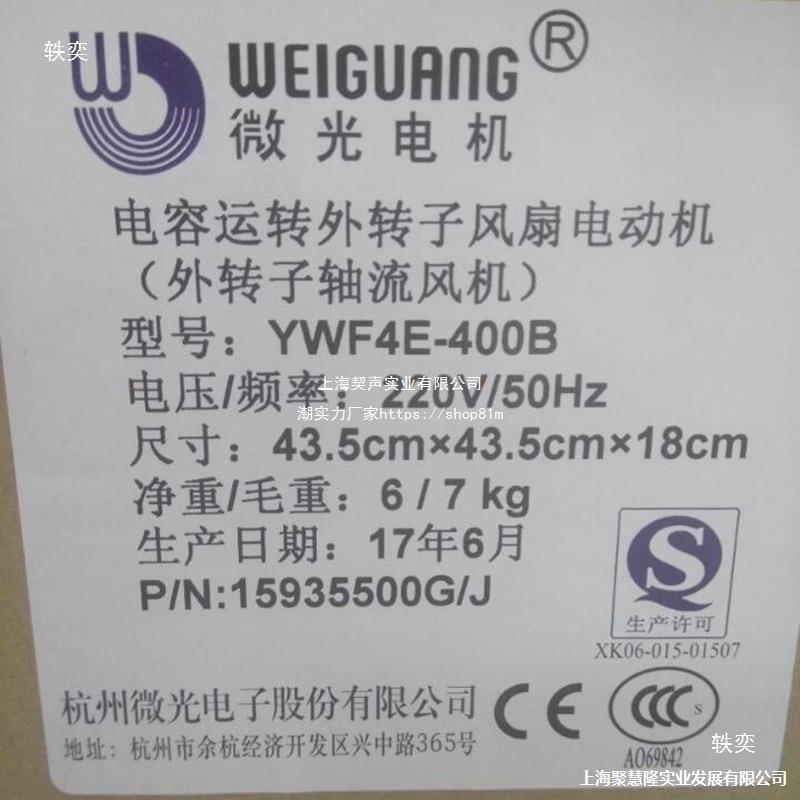 轶奕
WEIGUANG®
微光电机
电容运转外转子风扇电动机
（外转子轴流风机）
型号：YWF4E-400B
上海契声实业有限公司
电压/频率：220V/50Hz
潮实力厂家https://shop81m
尺寸：43.5cm×43.5cm×18cm
净重/毛重：6 / 7 kg
生产日期：17年6月
P/N:15935500G/J
生产许可
XK06-015-01507
杭州微光电子股份有限公司
地址：杭州市余杭经济开发区兴中路365号
CE
CCC S
A069842
轶奕
上海聚慧隆实业发展有限公司